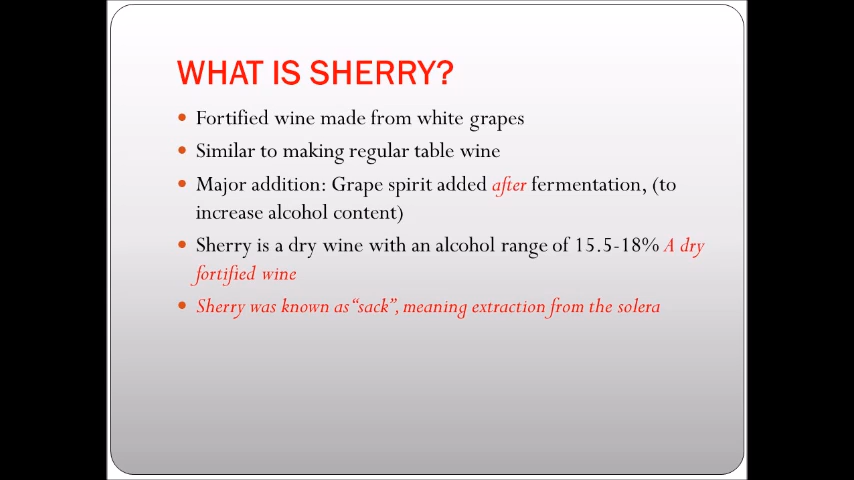 WHAT IS SHERRY?
• Fortified wine made from white grapes
• Similar to making regular table wine
• Major addition: Grape spirit added after fermentation, (to
increase alcohol content)
• Sherry is a dry wine with an alcohol range of 15.5-18% A dry
fortified wine
• Sherry was known as “sack”, meaning extraction from the solera